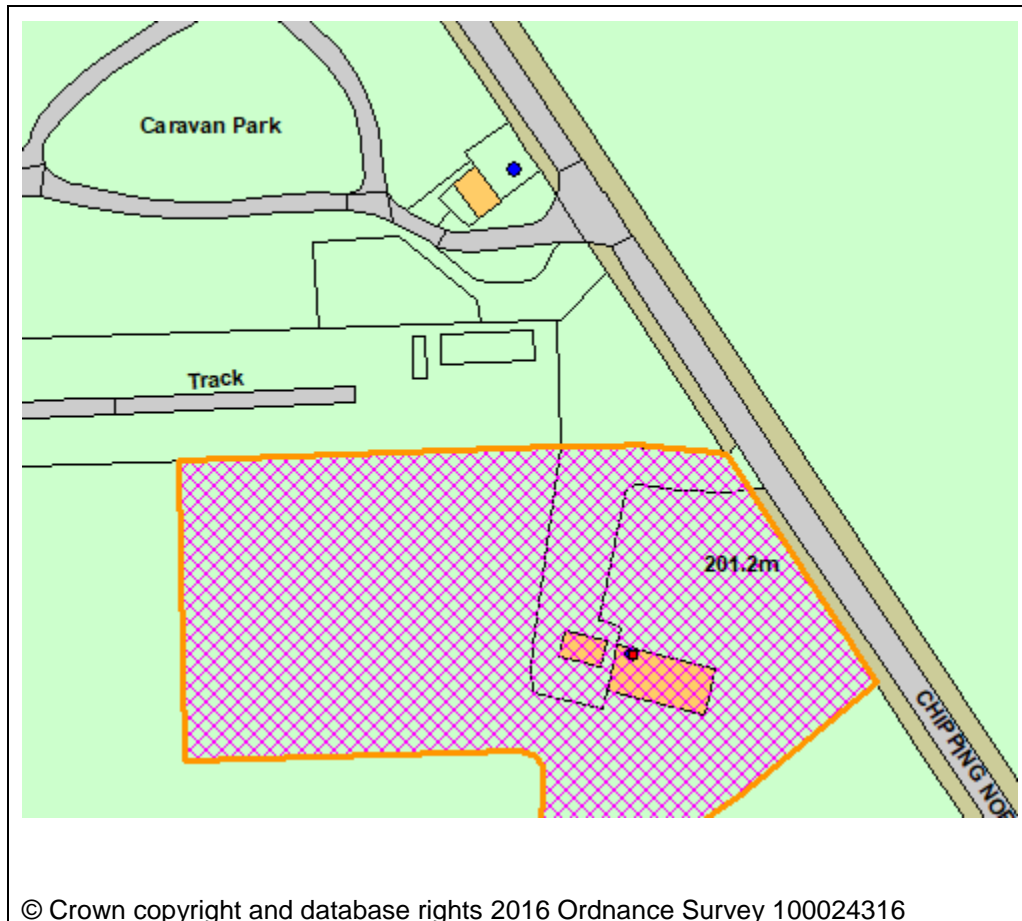 Caravan Park
Track
201.2m
CHIPPING NOR
© Crown copyright and database rights 2016 Ordnance Survey 100024316